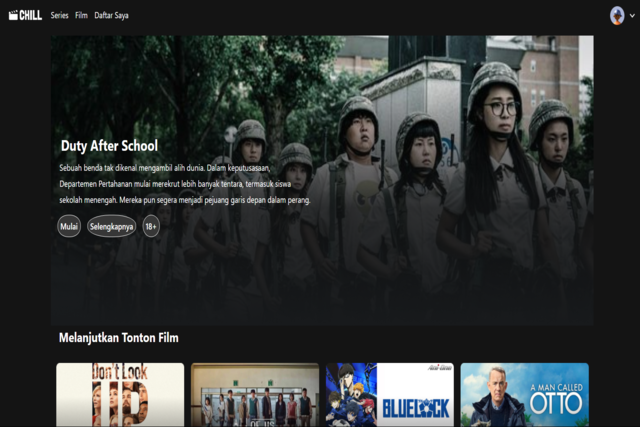 CHILL Series Film Daftar Saya
Duty After School
Sebuah benda tak dikenal mengambil alih dunia. Dalam keputusasaan,
Departemen Pertahanan mulai merekrut lebih banyak tentara, termasuk siswa
sekolah menengah. Mereka pun segera menjadi pejuang garis depan dalam perang.
Mulai Selengkapnya 18+
Melanjutkan Tonton Film
Don't Look
UP
OF US
BLUELOCK
A MAN CALLED
OTTO